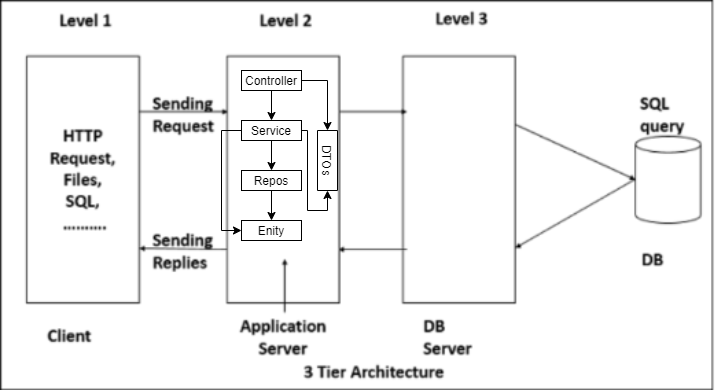 Level 1
Level 2
Level 3
Controller
Sending
Request
SQL
query
HTTP
Request,
Files,
SQL,
..........
Service
DTOs
Repos
Enity
Sending
Replies
DB
Client
Application
Server
DB
Server
3 Tier Architecture